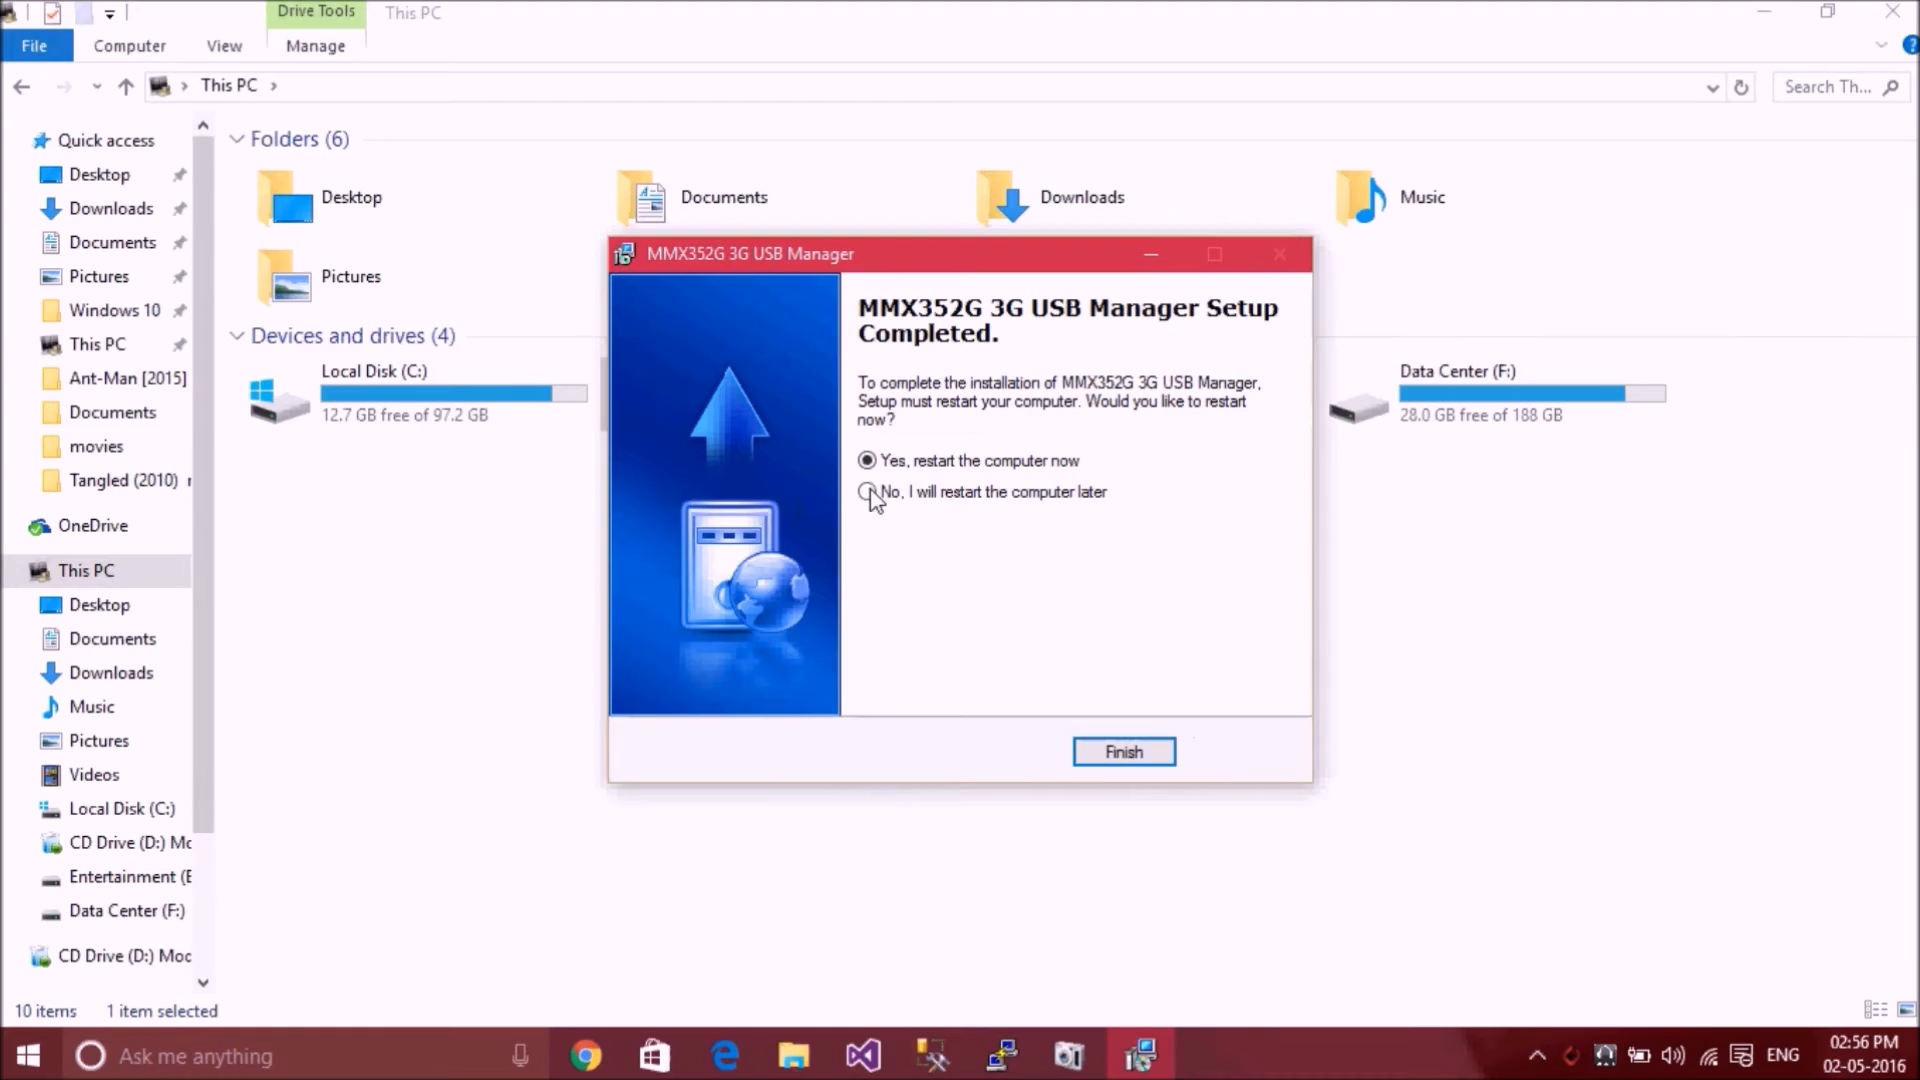 Drive Tools
This PC
File
Computer
View
Manage
This PC
Search Th...
Quick access
Desktop
Downloads
Documents
Pictures
Windows 10
This PC
Ant-Man [2015]
Documents
movies
Tangled (2010)
OneDrive
This PC
Desktop
Documents
Downloads
Music
Pictures
Videos
Local Disk (C:)
CD Drive (D:) Mo
Entertainment (E
Data Center (F:)
CD Drive (D:) Mo
Folders (6)
Desktop
Documents
Downloads
Music
Pictures
Devices and drives (4)
Local Disk (C:)
12.7 GB free of 97.2 GB
Data Center (F:)
28.0 GB free of 188 GB
MMX352G 3G USB Manager
MMX352G 3G USB Manager Setup
Completed.
To complete the installation of MMX352G 3G USB Manager,
Setup must restart your computer. Would you like to restart
now?
Yes, restart the computer now
No, I will restart the computer later
Finish
10 items
1 item selected
Ask me anything
ENG
02:56 PM
02-05-2016